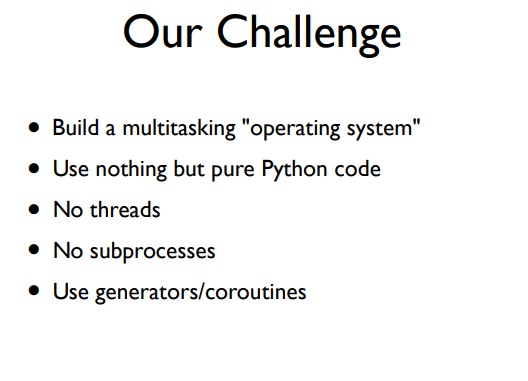 Our Challenge
• Build a multitasking "operating system"
• Use nothing but pure Python code
• No threads
• No subprocesses
• Use generators/coroutines